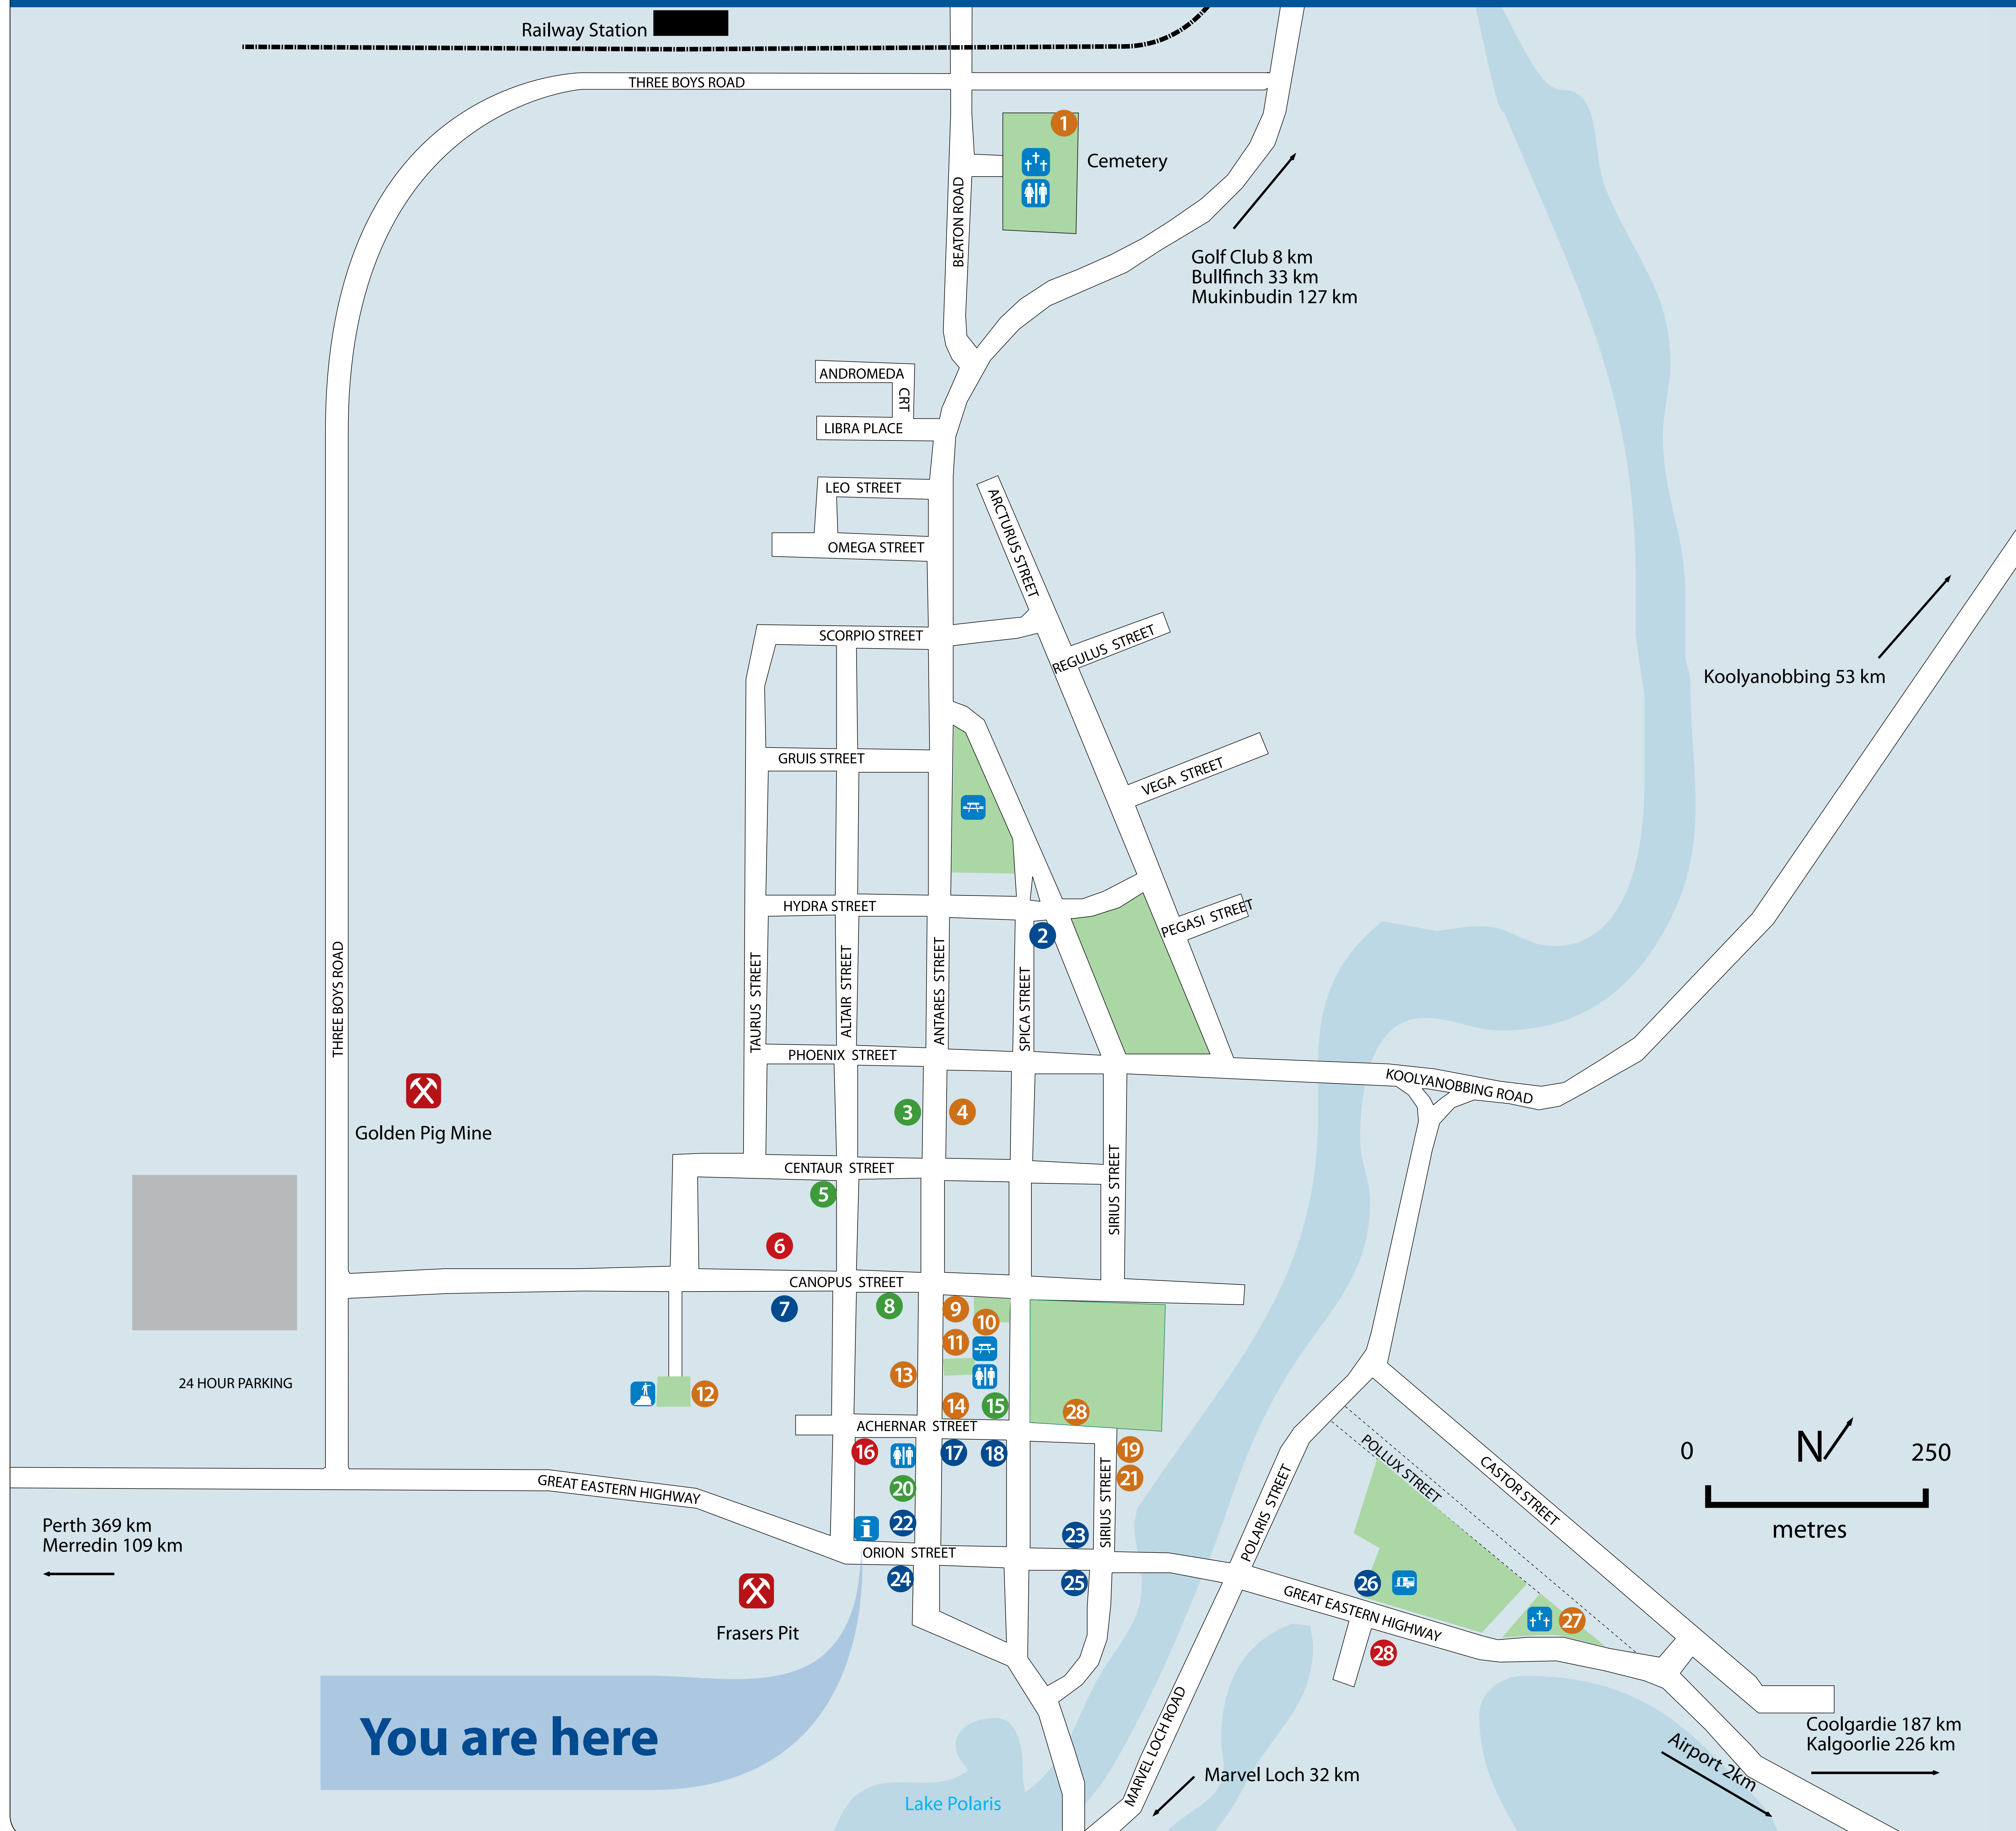 Railway Station
THREE BOYS ROAD
1
Cemetery
BEATON ROAD
Golf Club 8 km
Bullfinch 33 km
Mukinbudin 127 km
ANDROMEDA
CRT
LIBRA PLACE
LEO STREET
ARCTURUS STREET
OMEGA STREET
SCORPIO STREET
REGULUS STREET
Koolyanobbing 53 km
GRUIS STREET
VEGA STREET
HYDRA STREET
PEGASI STREET
2
THREE BOYS ROAD
TAURUS STREET
ALTAIR STREET
ANTARES STREET
SPICA STREET
PHOENIX STREET
KOOLYANOBBING ROAD
3
4
Golden Pig Mine
CENTAUR STREET
SIRIUS STREET
5
6
CANOPUS STREET
7
8
9
10
11
13
24 HOUR PARKING
12
14
15
28
ACHERNAR STREET
16
17
18
19
21
20
22
23
SIRIUS STREET
POLARIS STREET
POLLUX STREET
CASTOR STREET
0
N
250
metres
GREAT EASTERN HIGHWAY
Perth 369 km
Merredin 109 km
i
ORION STREET
24
25
26
GREAT EASTERN HIGHWAY
27
28
Frasers Pit
You are here
MARVEL LOCH ROAD
Marvel Loch 32 km
Lake Polaris
Airport 2km
Coolgardie 187 km
Kalgoorlie 226 km